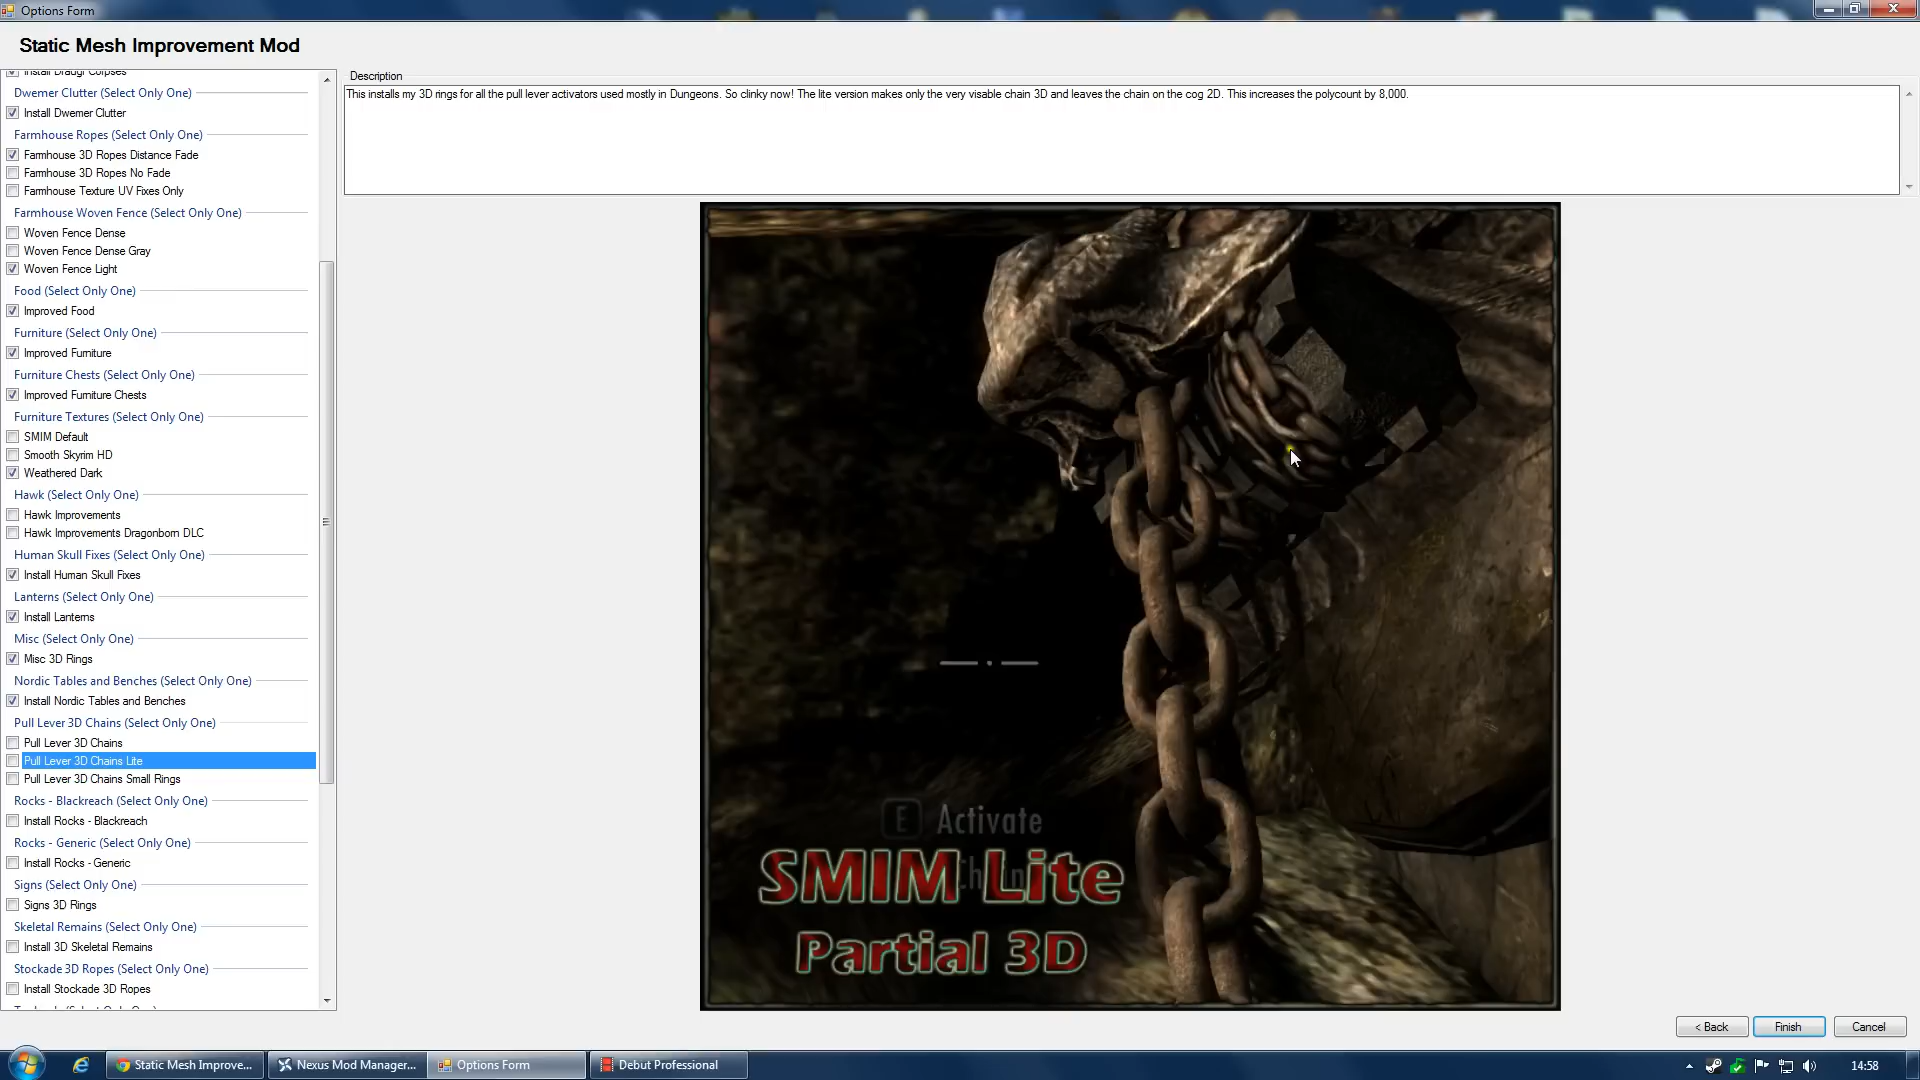 Options Form
Static Mesh Improvement Mod
Install Draugr Corpses
Dwemer Clutter (Select Only One)
Install Dwemer Clutter
Farmhouse Ropes (Select Only One)
Farmhouse 3D Ropes Distance Fade
Farmhouse 3D Ropes No Fade
Farmhouse Texture UV Fixes Only
Farmhouse Woven Fence (Select Only One)
Woven Fence Dense
Woven Fence Dense Gray
Woven Fence Light
Food (Select Only One)
Improved Food
Furniture (Select Only One)
Improved Furniture
Furniture Chests (Select Only One)
Improved Furniture Chests
Furniture Textures (Select Only One)
SMIM Default
Smooth Skyrim HD
Weathered Dark
Hawk (Select Only One)
Hawk Improvements
Hawk Improvements Dragonborn DLC
Human Skull Fixes (Select Only One)
Install Human Skull Fixes
Lanterns (Select Only One)
Install Lanterns
Misc (Select Only One)
Misc 3D Rings
Nordic Tables and Benches (Select Only One)
Install Nordic Tables and Benches
Pull Lever 3D Chains (Select Only One)
Pull Lever 3D Chains
Pull Lever 3D Chains Lite
Pull Lever 3D Chains Small Rings
Rocks - Blackreach (Select Only One)
Install Rocks - Blackreach
Rocks - Generic (Select Only One)
Install Rocks - Generic
Signs (Select Only One)
Signs 3D Rings
Skeletal Remains (Select Only One)
Install 3D Skeletal Remains
Stockade 3D Ropes (Select Only One)
Install Stockade 3D Ropes
Description
This installs my 3D rings for all the pull lever activators used mostly in Dungeons. So clinky now! The lite version makes only the very visable chain 3D and leaves the chain on the cog 2D. This increases the polycount by 8,000.
E Activate
SMIM Lite
Partial 3D
< Back
Finish
Cancel
Static Mesh Improve...
Nexus Mod Manager...
Options Form
Debut Professional
14:58